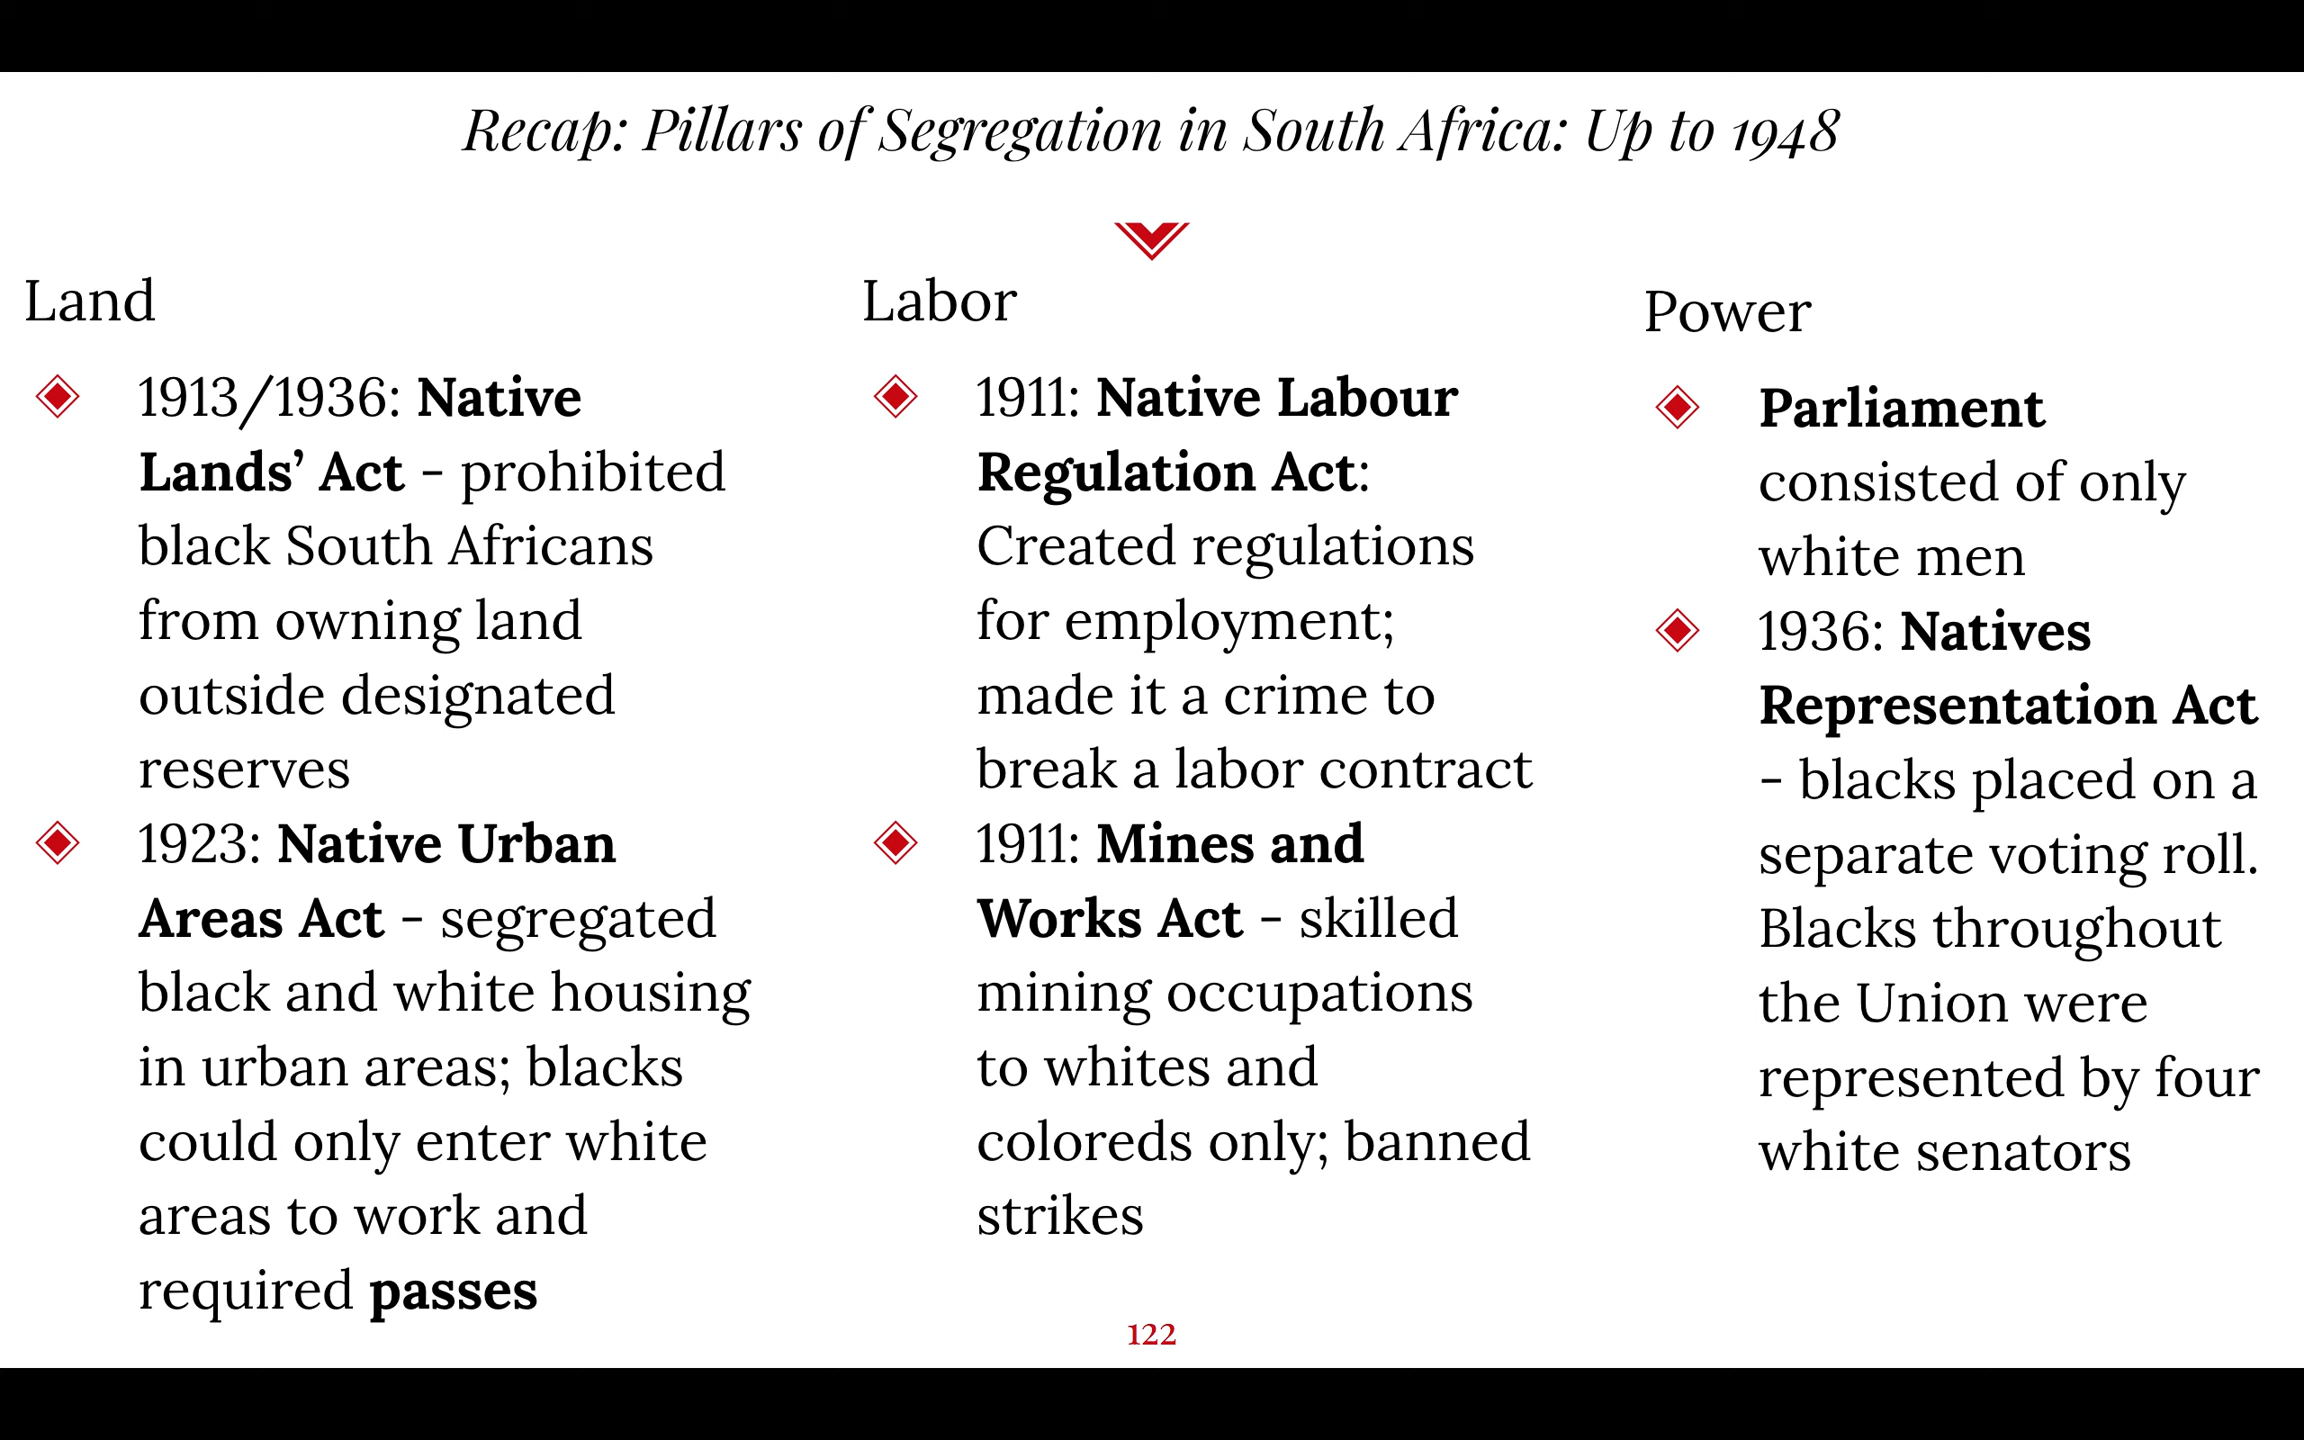 Recap: Pillars of Segregation in South Africa: Up to 1948
Land
1913/1936: Native
Lands’ Act - prohibited
black South Africans
from owning land
outside designated
reserves
1923: Native Urban
Areas Act - segregated
black and white housing
in urban areas; blacks
could only enter white
areas to work and
required passes
Labor
1911: Native Labour
Regulation Act:
Created regulations
for employment;
made it a crime to
break a labor contract
1911: Mines and
Works Act - skilled
mining occupations
to whites and
coloreds only; banned
strikes
Power
Parliament
consisted of only
white men
1936: Natives
Representation Act
- blacks placed on a
separate voting roll.
Blacks throughout
the Union were
represented by four
white senators
122